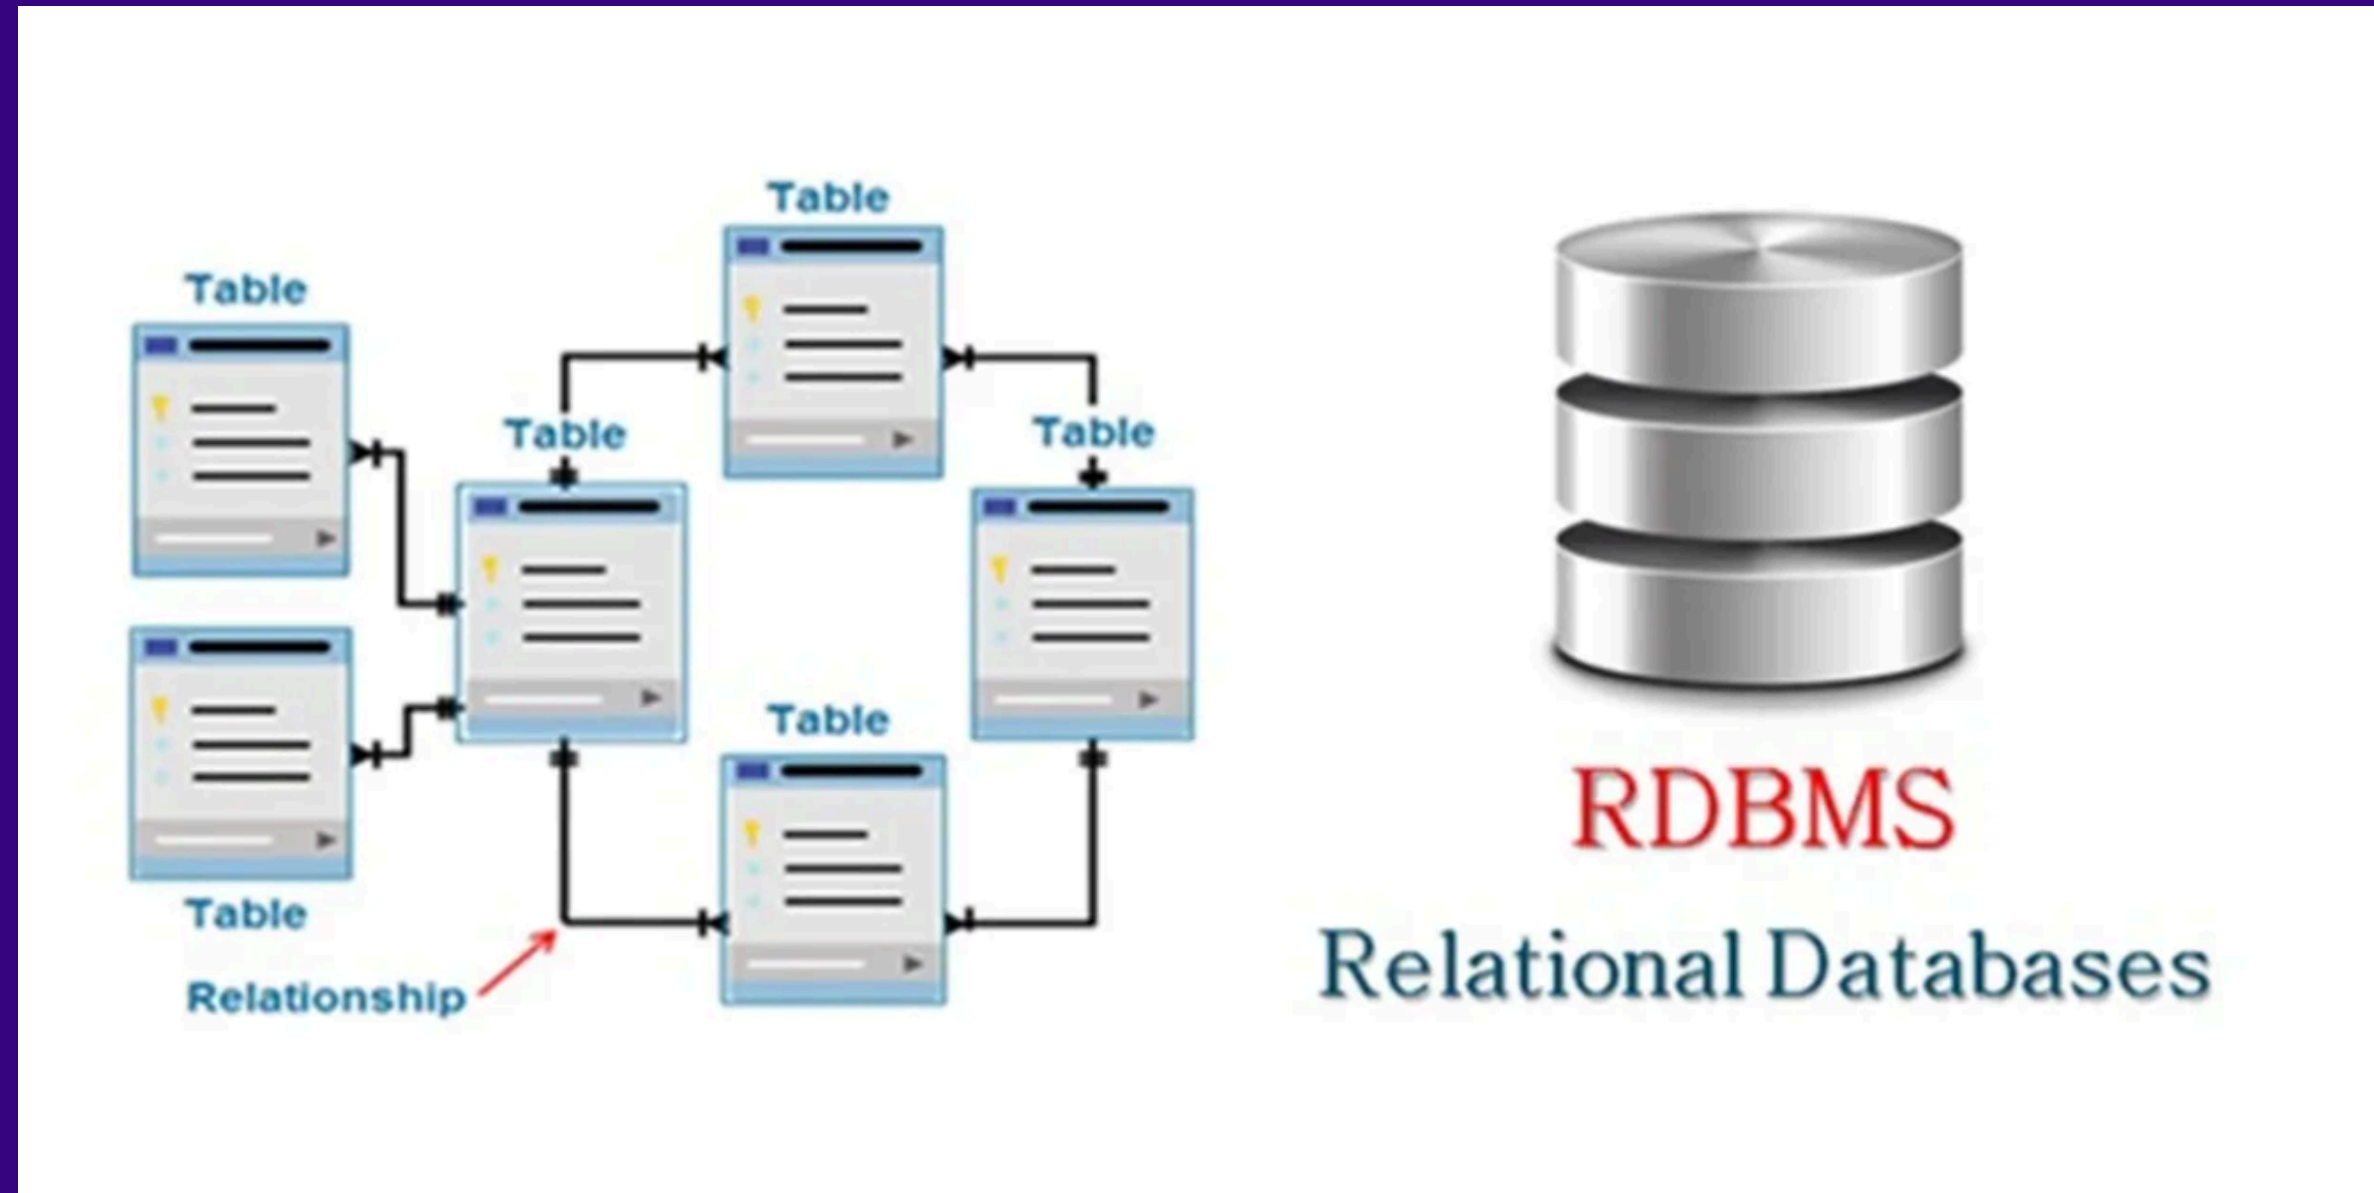 Table
Table
Table
Table
Table
Table
Relationship
RDBMS
Relational Databases